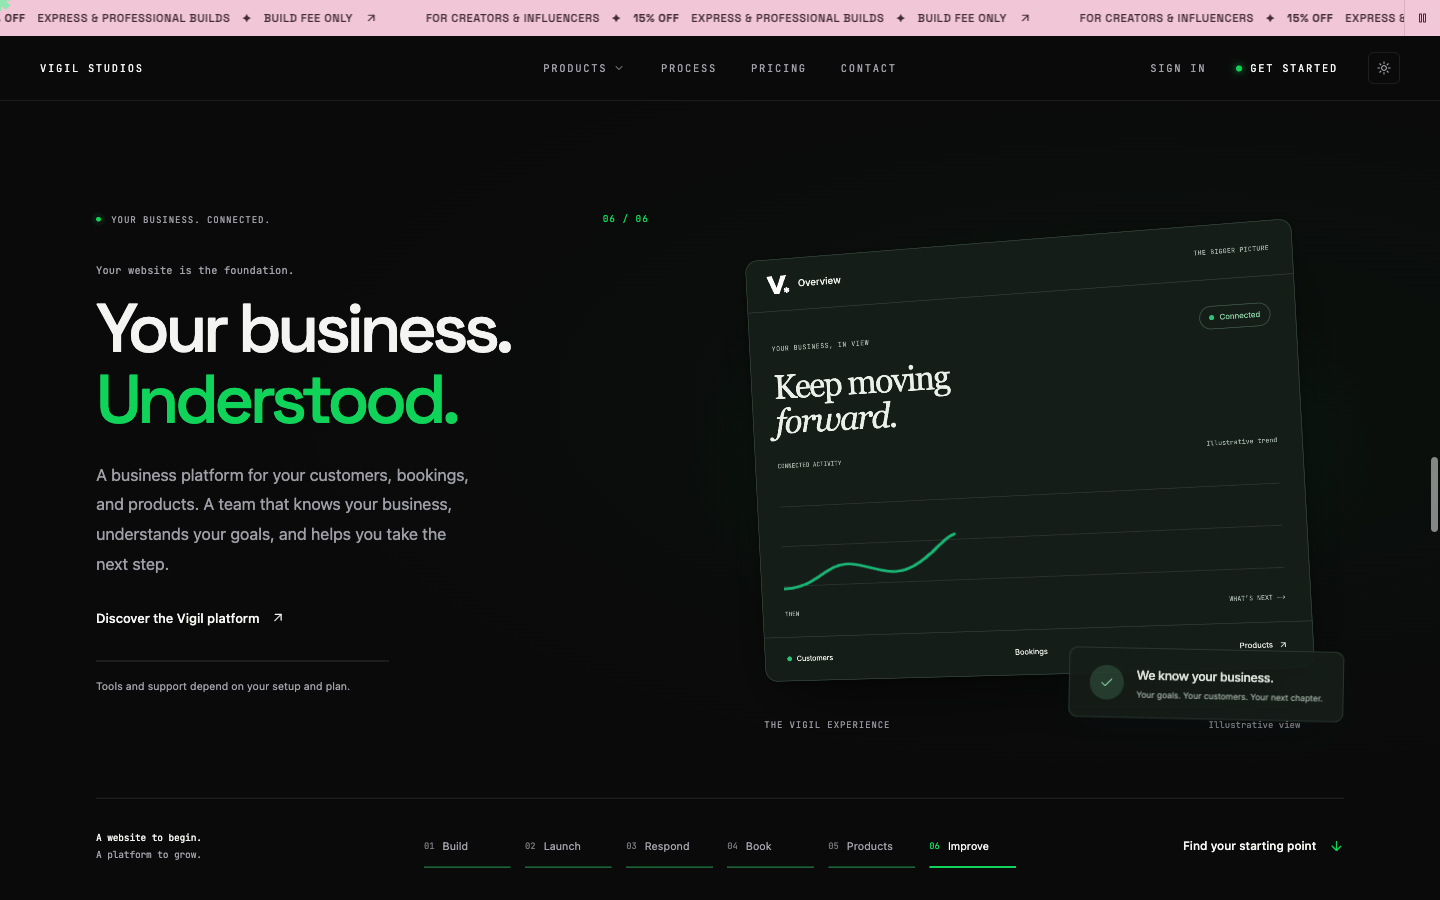 OFF EXPRESS & PROFESSIONAL BUILDS ✦ BUILD FEE ONLY ↗ FOR CREATORS & INFLUENCERS ✦ 15% OFF EXPRESS & PROFESSIONAL BUILDS ✦ BUILD FEE ONLY ↗ FOR CREATORS & INFLUENCERS ✦ 15% OFF EXPRESS &
VIGIL STUDIOS PRODUCTS PROCESS PRICING CONTACT SIGN IN GET STARTED
YOUR BUSINESS. CONNECTED. 06 / 06
Your website is the foundation.
Your business.
Understood.
A business platform for your customers, bookings,
and products. A team that knows your business,
understands your goals, and helps you take the
next step.
Discover the Vigil platform ↗
Tools and support depend on your setup and plan.
THE BIGGER PICTURE
V. Overview
Connected
YOUR BUSINESS, IN VIEW
Keep moving
forward.
Illustrative trend
CONNECTED ACTIVITY
WHAT'S NEXT →
THEN
Customers Bookings Products ↗
We know your business.
Your goals. Your customers. Your next chapter.
THE VIGIL EXPERIENCE Illustrative view
A website to begin.
A platform to grow.
01 Build 02 Launch 03 Respond 04 Book 05 Products 06 Improve
Find your starting point ↓